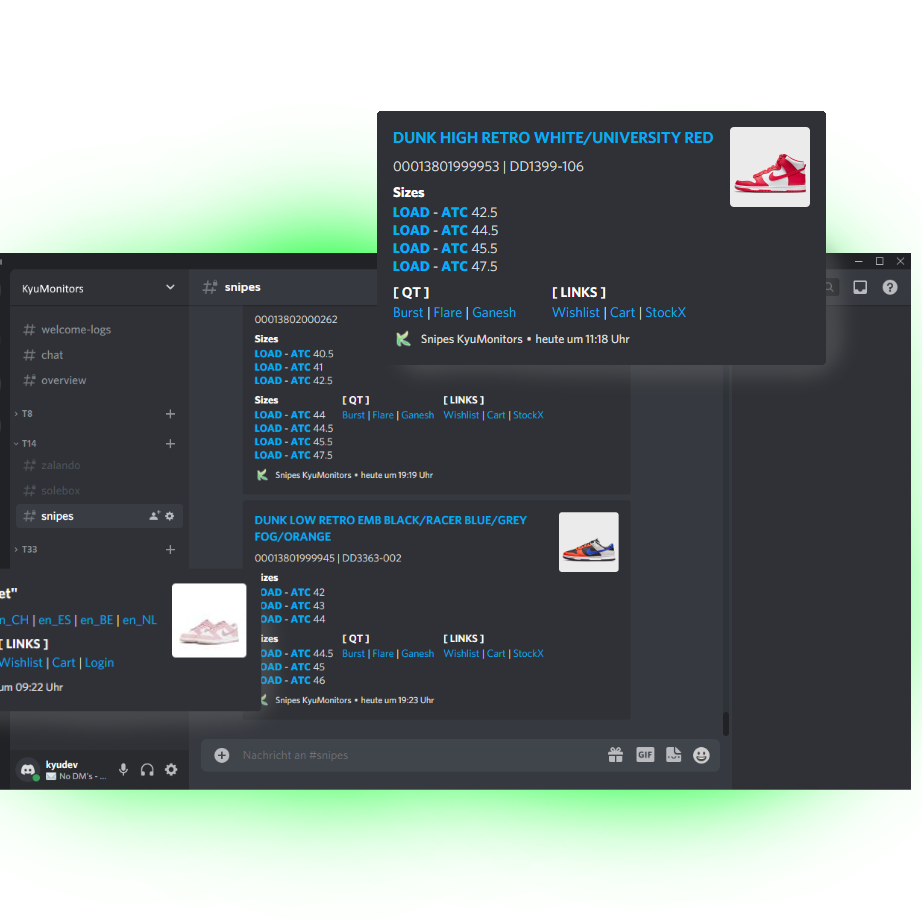 DUNK HIGH RETRO WHITE/UNIVERSITY RED
00013801999953 | DD1399-106
Sizes
LOAD - ATC 42.5
LOAD - ATC 44.5
LOAD - ATC 45.5
LOAD - ATC 47.5
[ QT ] [ LINKS ]
Burst | Flare | Ganesh Wishlist | Cart | StockX
Snipes KyuMonitors • heute um 11:18 Uhr
KyuMonitors
welcome-logs
chat
overview
T8
T14
zalando
solebox
snipes
T33
snipes
00013802000262
Sizes
LOAD - ATC 40.5
LOAD - ATC 41
LOAD - ATC 42.5
Sizes [ QT ] [ LINKS ]
LOAD - ATC 44 Burst | Flare | Ganesh Wishlist | Cart | StockX
LOAD - ATC 44.5
LOAD - ATC 45.5
LOAD - ATC 47.5
Snipes KyuMonitors • heute um 19:19 Uhr
DUNK LOW RETRO EMB BLACK/RACER BLUE/GREY
FOG/ORANGE
00013801999945 | DD3363-002
izes
OAD - ATC 42
OAD - ATC 43
OAD - ATC 44
izes [ QT ] [ LINKS ]
OAD - ATC 44.5 Burst | Flare | Ganesh Wishlist | Cart | StockX
OAD - ATC 45
OAD - ATC 46
Snipes KyuMonitors • heute um 19:23 Uhr
et"
n_CH | en_ES | en_BE | en_NL
[ LINKS ]
Wishlist | Cart | Login
um 09:22 Uhr
kyudev
No DM's - ...
Nachricht an #snipes
GIF